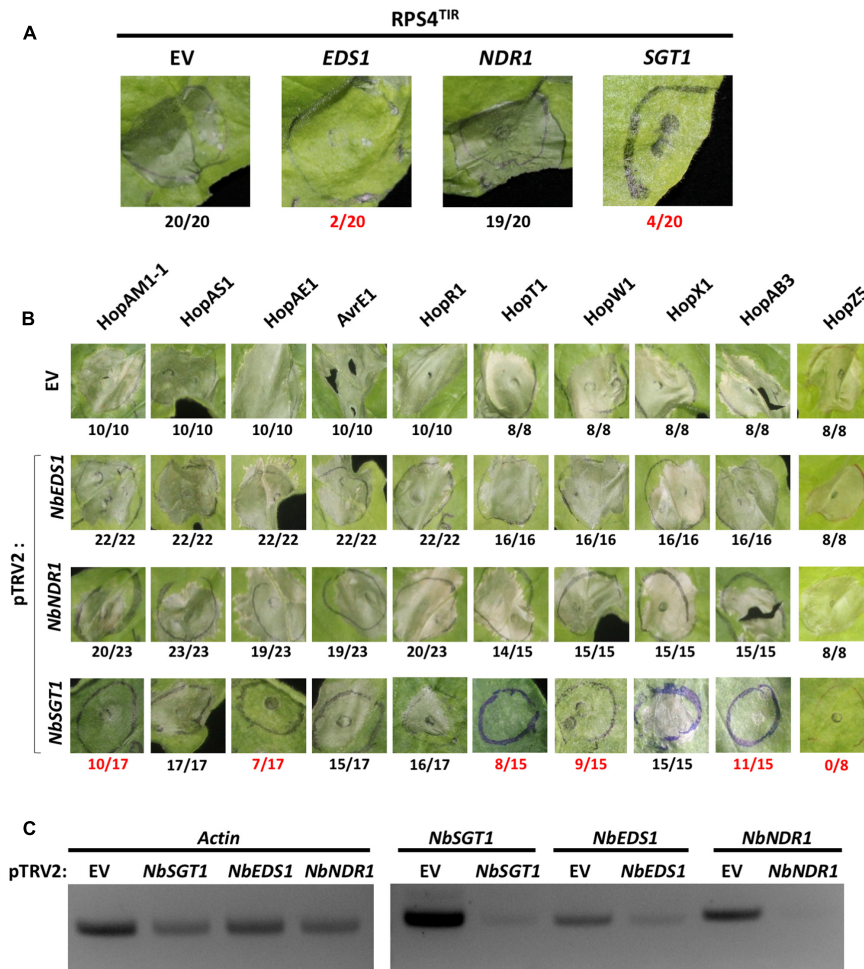 A
RPS4TIR
EV EDS1 NDR1 SGT1
20/20 2/20 19/20 4/20
B
HopAM1-1 HopAS1 HopAE1 AvrE1 HopR1 HopT1 HopW1 HopX1 HopAB3 HopZ5
EV
10/10 10/10 10/10 10/10 10/10 8/8 8/8 8/8 8/8 8/8
pTRV2 :
NbEDS1
22/22 22/22 22/22 22/22 22/22 16/16 16/16 16/16 16/16 8/8
NbNDR1
20/23 23/23 19/23 19/23 20/23 14/15 15/15 15/15 15/15 8/8
NbSGT1
10/17 17/17 7/17 15/17 16/17 8/15 9/15 15/15 11/15 0/8
C
Actin NbSGT1 NbEDS1 NbNDR1
pTRV2: EV NbSGT1 NbEDS1 NbNDR1 EV NbSGT1 EV NbEDS1 EV NbNDR1